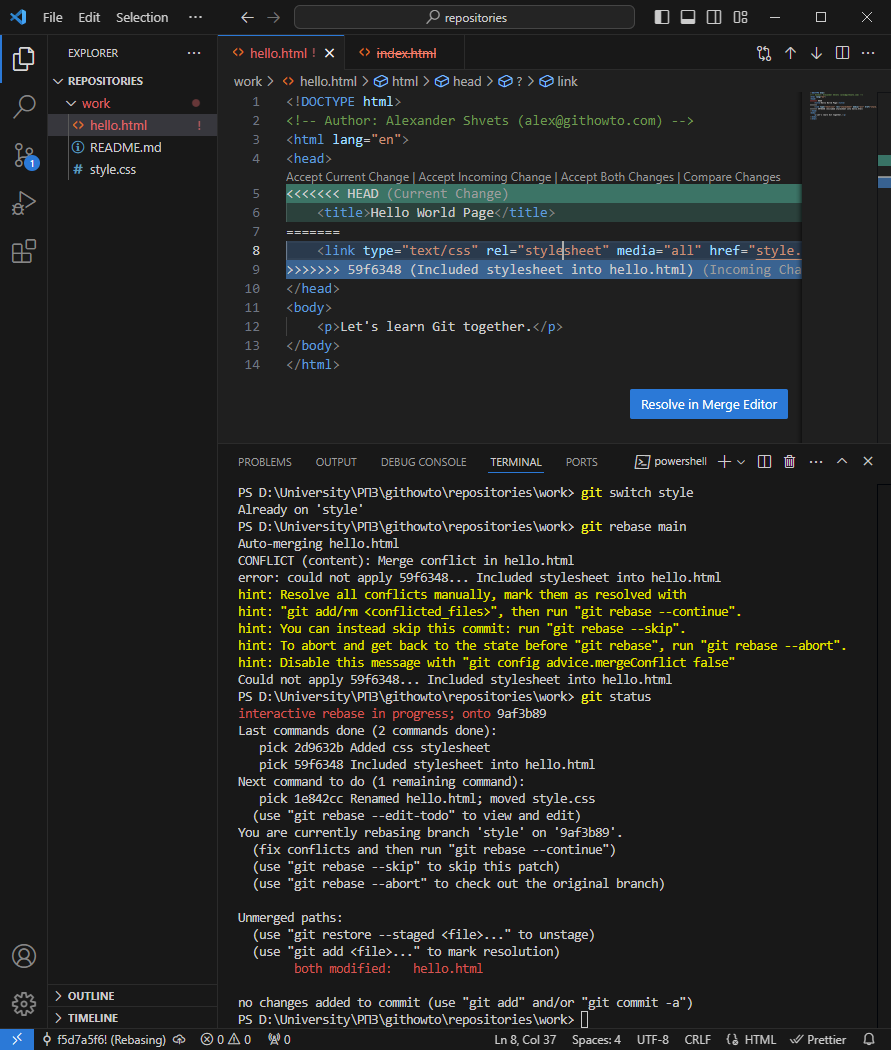 File Edit Selection ··· repositories
EXPLORER ···
REPOSITORIES
work
hello.html !
README.md
style.css
1
OUTLINE
TIMELINE
hello.html ! index.html
work > hello.html > html > head > ? > link
1 <!DOCTYPE html>
2 <!-- Author: Alexander Shvets (alex@githowto.com) -->
3 <html lang="en">
4 <head>
Accept Current Change | Accept Incoming Change | Accept Both Changes | Compare Changes
5 <<<<<<< HEAD (Current Change)
6 <title>Hello World Page</title>
7 =======
8 <link type="text/css" rel="stylesheet" media="all" href="style.
9 >>>>>>> 59f6348 (Included stylesheet into hello.html) (Incoming Cha
10 </head>
11 <body>
12 <p>Let's learn Git together.</p>
13 </body>
14 </html>
Resolve in Merge Editor
PROBLEMS OUTPUT DEBUG CONSOLE TERMINAL PORTS powershell
PS D:\University\РПЗ\githowto\repositories\work> git switch style
Already on 'style'
PS D:\University\РПЗ\githowto\repositories\work> git rebase main
Auto-merging hello.html
CONFLICT (content): Merge conflict in hello.html
error: could not apply 59f6348... Included stylesheet into hello.html
hint: Resolve all conflicts manually, mark them as resolved with
hint: "git add/rm <conflicted_files>", then run "git rebase --continue".
hint: You can instead skip this commit: run "git rebase --skip".
hint: To abort and get back to the state before "git rebase", run "git rebase --abort".
hint: Disable this message with "git config advice.mergeConflict false"
Could not apply 59f6348... Included stylesheet into hello.html
PS D:\University\РПЗ\githowto\repositories\work> git status
interactive rebase in progress; onto 9af3b89
Last commands done (2 commands done):
pick 2d9632b Added css stylesheet
pick 59f6348 Included stylesheet into hello.html
Next command to do (1 remaining command):
pick 1e842cc Renamed hello.html; moved style.css
(use "git rebase --edit-todo" to view and edit)
You are currently rebasing branch 'style' on '9af3b89'.
(fix conflicts and then run "git rebase --continue")
(use "git rebase --skip" to skip this patch)
(use "git rebase --abort" to check out the original branch)
Unmerged paths:
(use "git restore --staged <file>..." to unstage)
(use "git add <file>..." to mark resolution)
both modified: hello.html
no changes added to commit (use "git add" and/or "git commit -a")
PS D:\University\РПЗ\githowto\repositories\work>
f5d7a5f6! (Rebasing) 0 0 0 Ln 8, Col 37 Spaces: 4 UTF-8 CRLF HTML Prettier